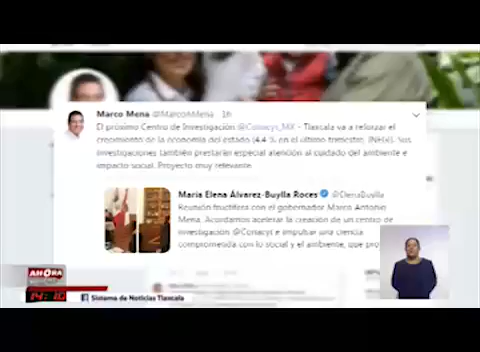 Marco Mena @MarcoAMena · 1h
El próximo Centro de Investigación @Conacyt_MX - Tlaxcala va a reforzar el
crecimiento de la economía del estado (4.4 % en el último trimestre, INEGI). Sus
investigaciones también prestarán especial atención al cuidado del ambiente e
impacto social. Proyecto muy relevante.
María Elena Álvarez-Buylla Roces @ElenaBuylla
Reunión fructífera con el gobernador Marco Antonio
Mena. Acordamos acelerar la creación de un centro de
investigación @Conacyt e impulsar una ciencia
comprometida con lo social y el ambiente, que pro
AHORA
14:10
Sistema de Noticias Tlaxcala